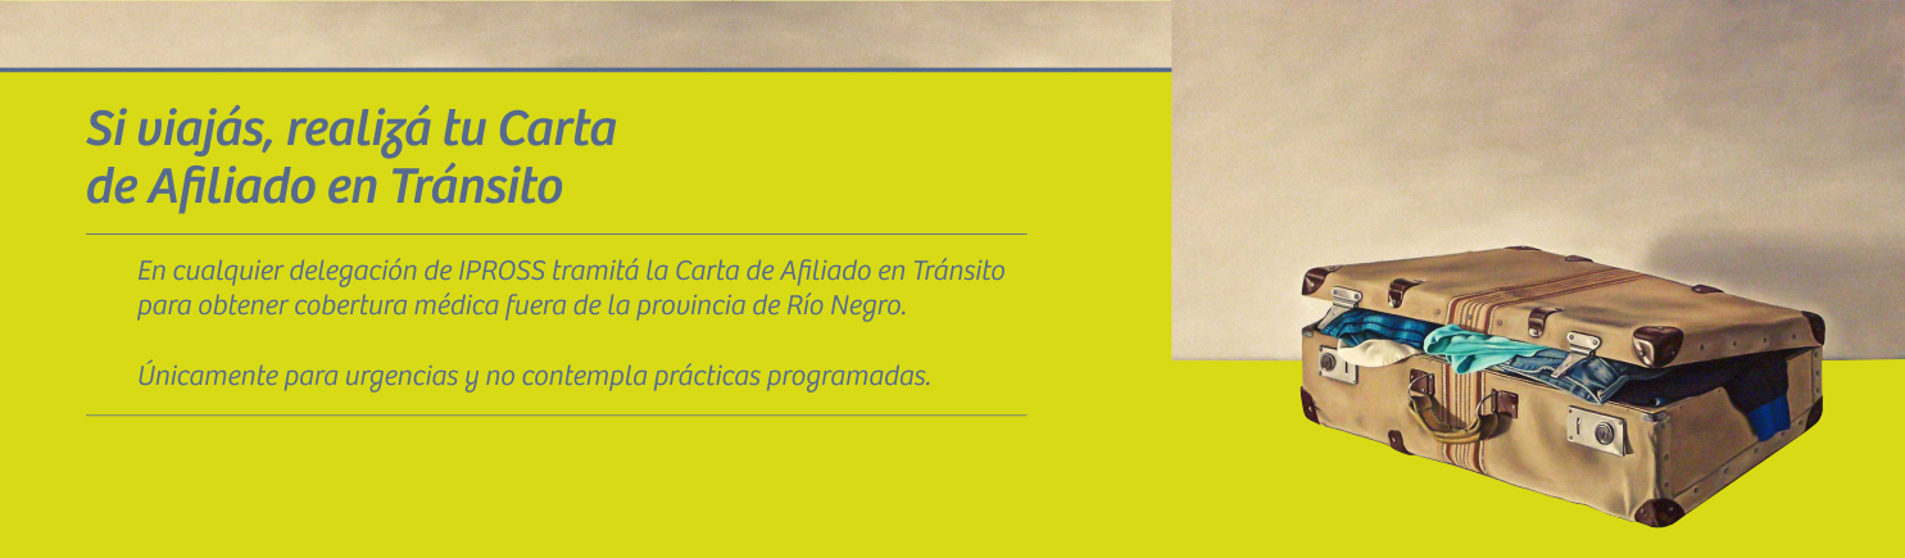 Si viajás, realizá tu Carta
de Afiliado en Tránsito
En cualquier delegación de IPROSS tramitá la Carta de Afiliado en Tránsito
para obtener cobertura médica fuera de la provincia de Río Negro.
Únicamente para urgencias y no contempla prácticas programadas.